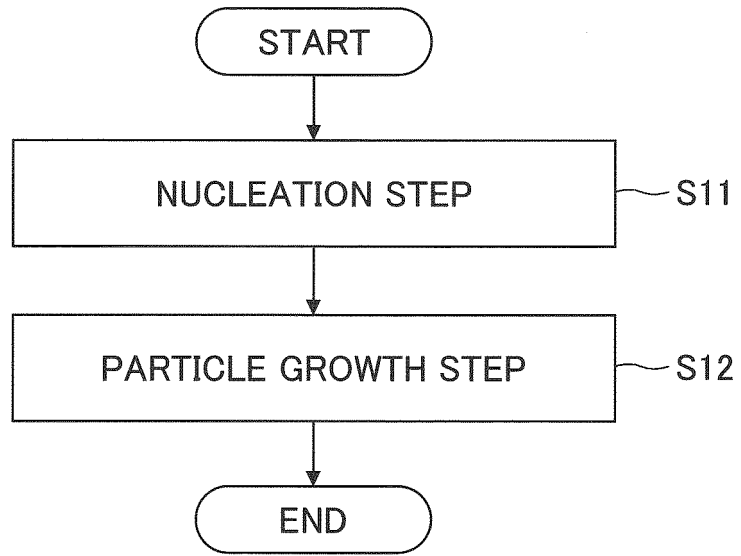 START
NUCLEATION STEP
S11
PARTICLE GROWTH STEP
S12
END